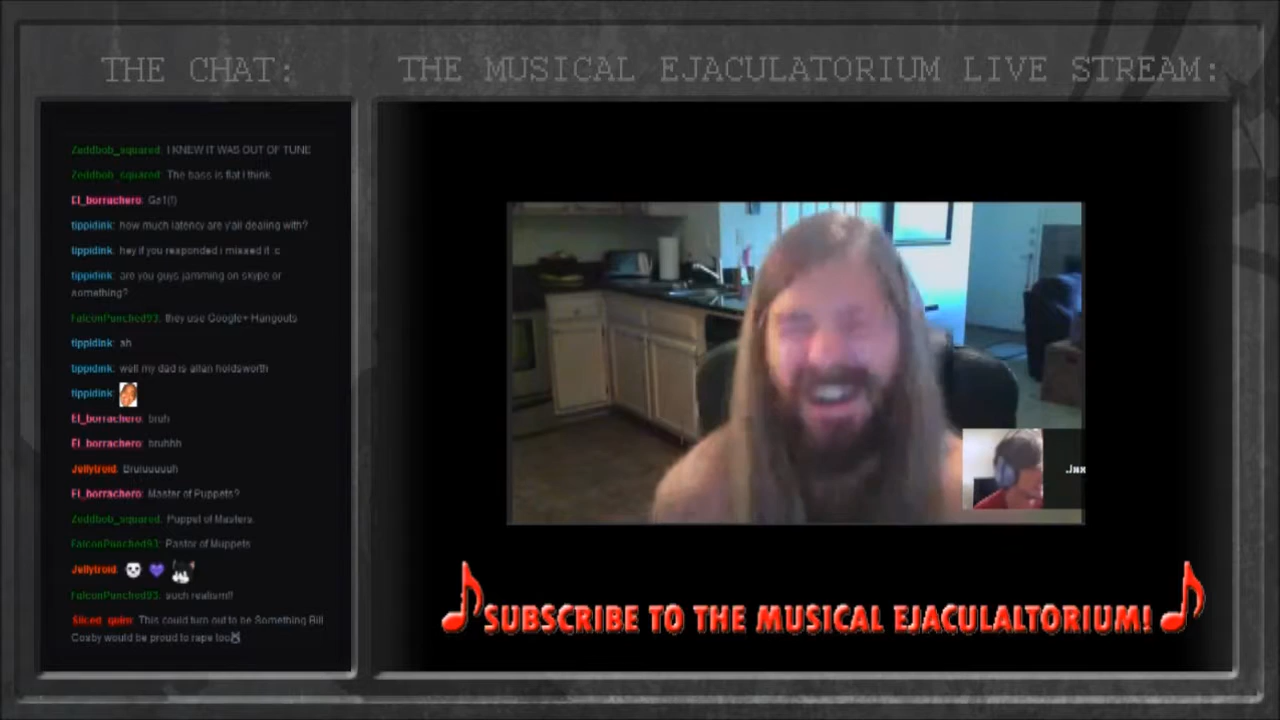 THE CHAT:
THE MUSICAL EJACULATORIUM LIVE STREAM:
Zeddbob_squared: I KNEW IT WAS OUT OF TUNE
Zeddbob_squared: The bass is flat I think.
El_borrachero: Ga1(!)
tippidink: how much latency are y'all dealing with?
tippidink: hey if you responded i missed it :c
tippidink: are you guys jamming on skype or
something?
FalconPunched93: they use Google+ Hangouts
tippidink: ah
tippidink: well my dad is allan holdsworth
tippidink:
El_borrachero: bruh
El_borrachero: bruhhh
Jellytroid: Bruiuuuuuh
El_borrachero: Master of Puppets?
Zeddbob_squared: Puppet of Masters.
FalconPunched93: Pastor of Muppets
Jellytroid:
FalconPunched93: such realism!!
Sliced_quim: This could turn out to be Something Bill
Cosby would be proud to rape too
Jax
SUBSCRIBE TO THE MUSICAL EJACULALTORIUM!